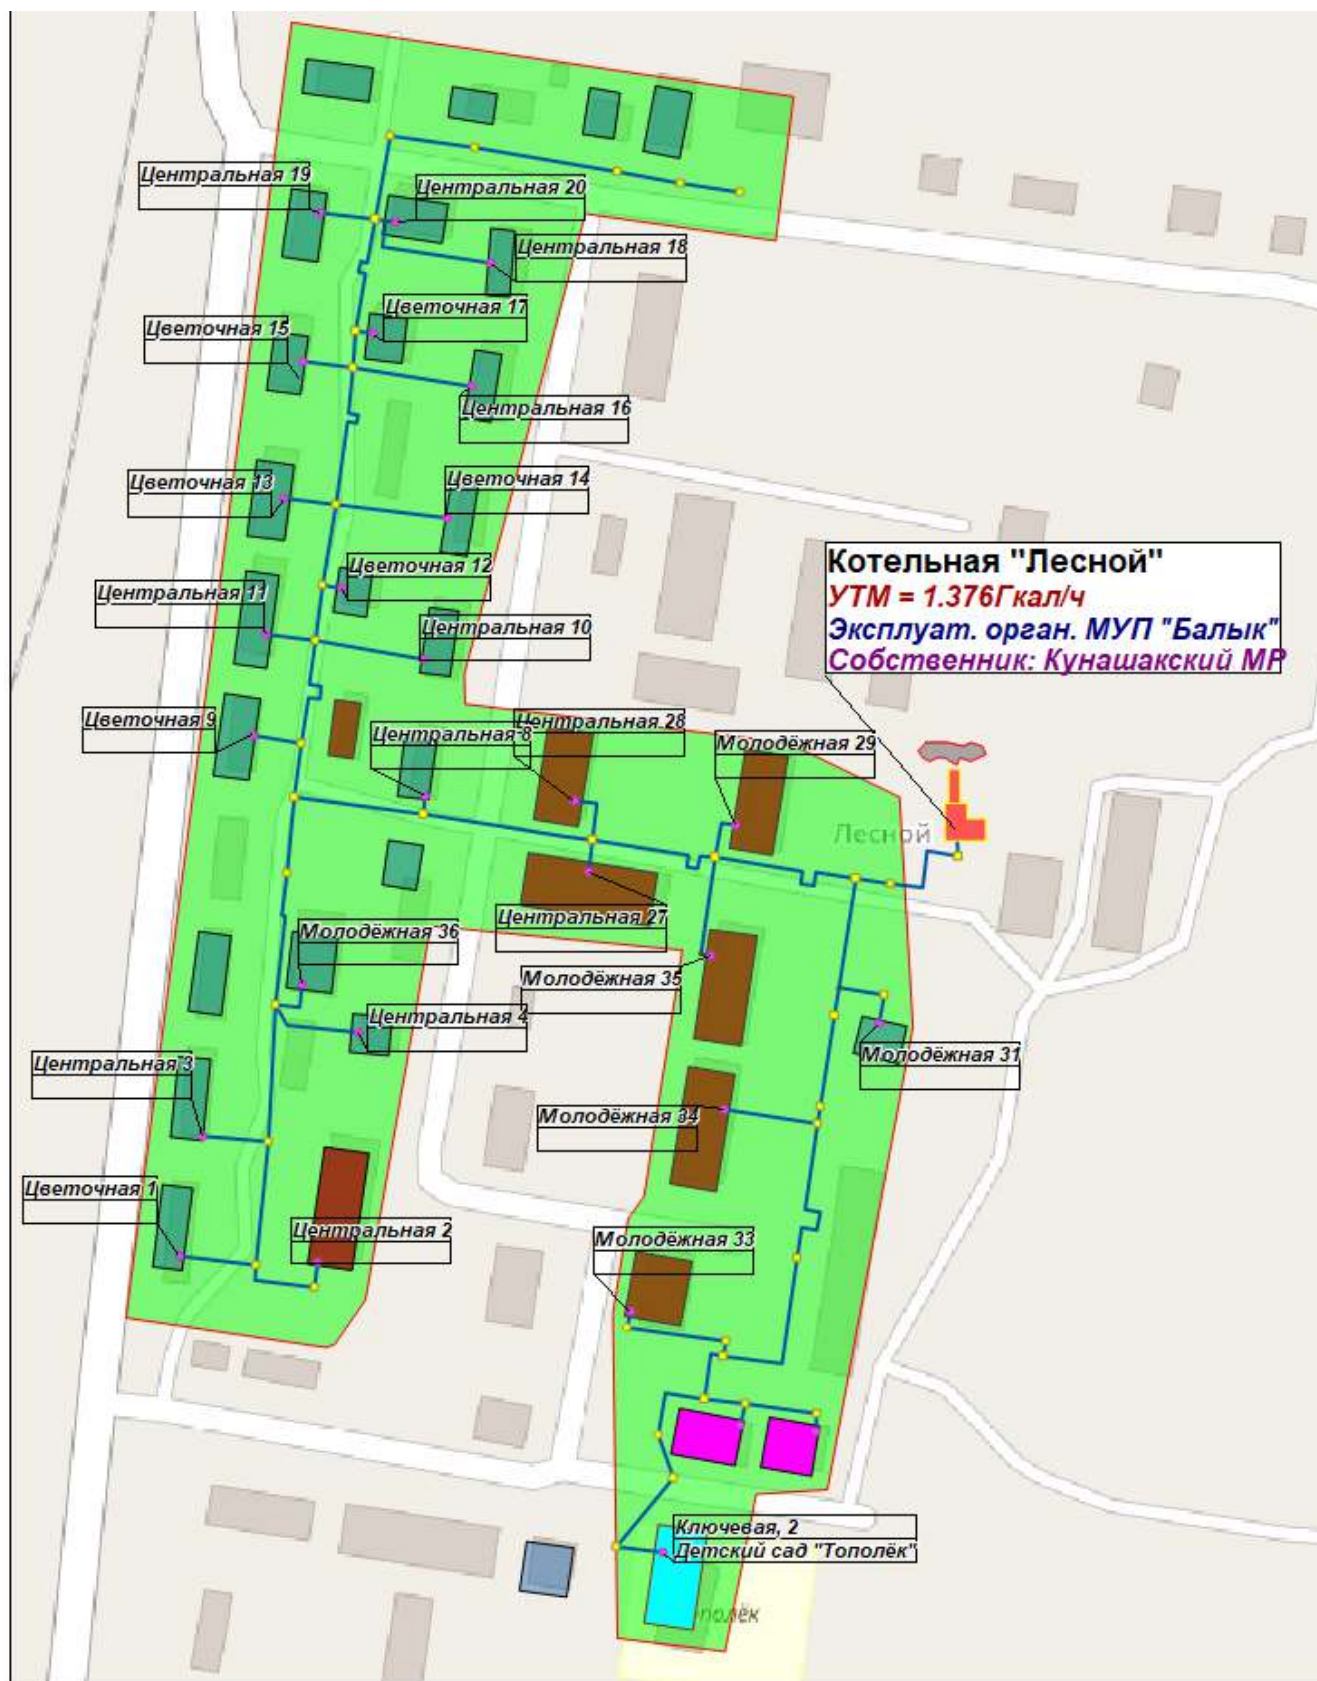 Центральная 19
Центральная 20
Центральная 18
Цветочная 17
Цветочная 15
Центральная 16
Цветочная 13
Цветочная 14
Цветочная 12
Центральная 11
Центральная 10
Котельная "Лесной"
УТМ = 1.376Гкал/ч
Эксплуат. орган. МУП "Балык"
Собственник: Кунашакский МР
Цветочная 9
Центральная 8
Центральная 28
Молодёжная 29
Лесной
Центральная 27
Молодёжная 36
Молодёжная 35
Центральная 4
Молодёжная 31
Центральная 3
Молодёжная 34
Цветочная 1
Центральная 2
Молодёжная 33
Ключевая, 2
Детский сад "Тополёк"
полёк